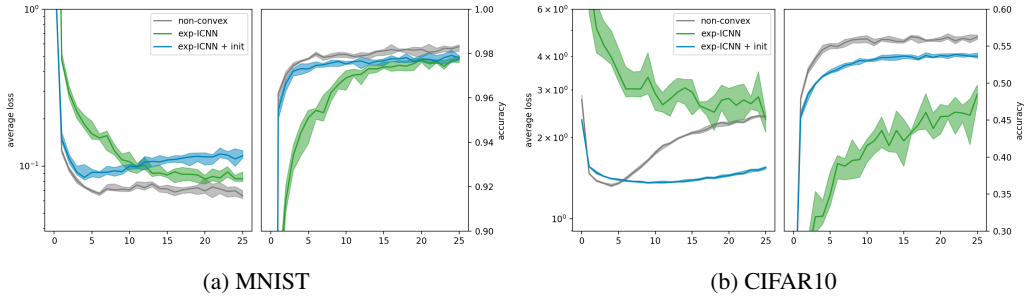 10⁰
10⁻¹
average loss
non-convex
exp-ICNN
exp-ICNN + init
0 5 10 15 20 25
1.00
0.98
0.96
0.94
0.92
0.90
accuracy
0 5 10 15 20 25
(a) MNIST
6 × 10⁰
4 × 10⁰
3 × 10⁰
2 × 10⁰
10⁰
average loss
non-convex
exp-ICNN
exp-ICNN + init
0 5 10 15 20 25
0.60
0.55
0.50
0.45
0.40
0.35
0.30
accuracy
0 5 10 15 20 25
(b) CIFAR10